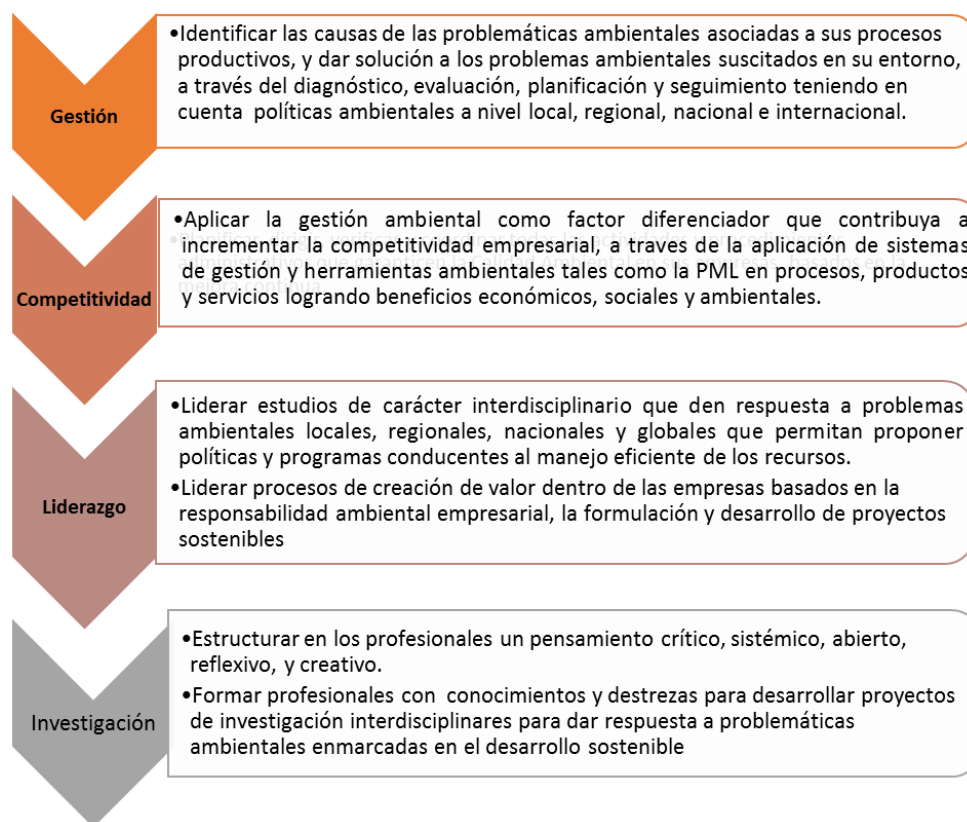 Gestión
•Identificar las causas de las problemáticas ambientales asociadas a sus procesos
productivos, y dar solución a los problemas ambientales suscitados en su entorno,
a través del diagnóstico, evaluación, planificación y seguimiento teniendo en
cuenta políticas ambientales a nivel local, regional, nacional e internacional.
Competitividad
•Aplicar la gestión ambiental como factor diferenciador que contribuya a
incrementar la competitividad empresarial, a traves de la aplicación de sistemas
de gestión y herramientas ambientales tales como la PML en procesos, productos
y servicios logrando beneficios económicos, sociales y ambientales.
Liderazgo
•Liderar estudios de carácter interdisciplinario que den respuesta a problemas
ambientales locales, regionales, nacionales y globales que permitan proponer
políticas y programas conducentes al manejo eficiente de los recursos.
•Liderar procesos de creación de valor dentro de las empresas basados en la
responsabilidad ambiental empresarial, la formulación y desarrollo de proyectos
sostenibles
Investigación
•Estructurar en los profesionales un pensamiento crítico, sistémico, abierto,
reflexivo, y creativo.
•Formar profesionales con conocimientos y destrezas para desarrollar proyectos
de investigación interdisciplinares para dar respuesta a problemáticas
ambientales enmarcadas en el desarrollo sostenible